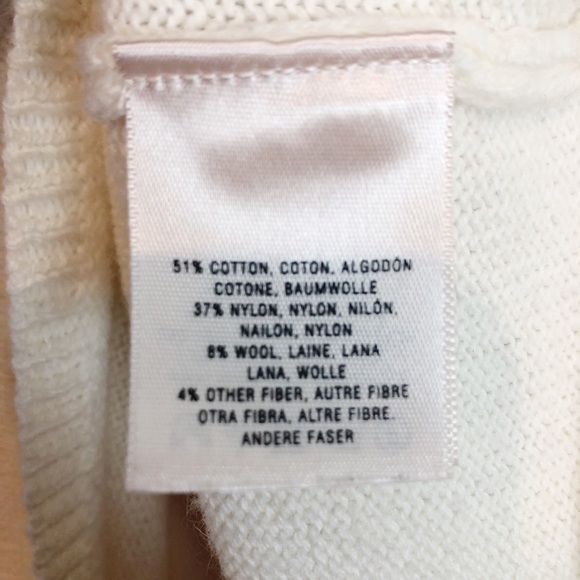 51% COTTON, COTON, ALGODÓN
COTONE, BAUMWOLLE
37% NYLON, NYLON, NILÓN,
NAILON, NYLON
8% WOOL, LAINE, LANA
LANA, WOLLE
4% OTHER FIBER, AUTRE FIBRE
OTRA FIBRA, ALTRE FIBRE.
ANDERE FASER